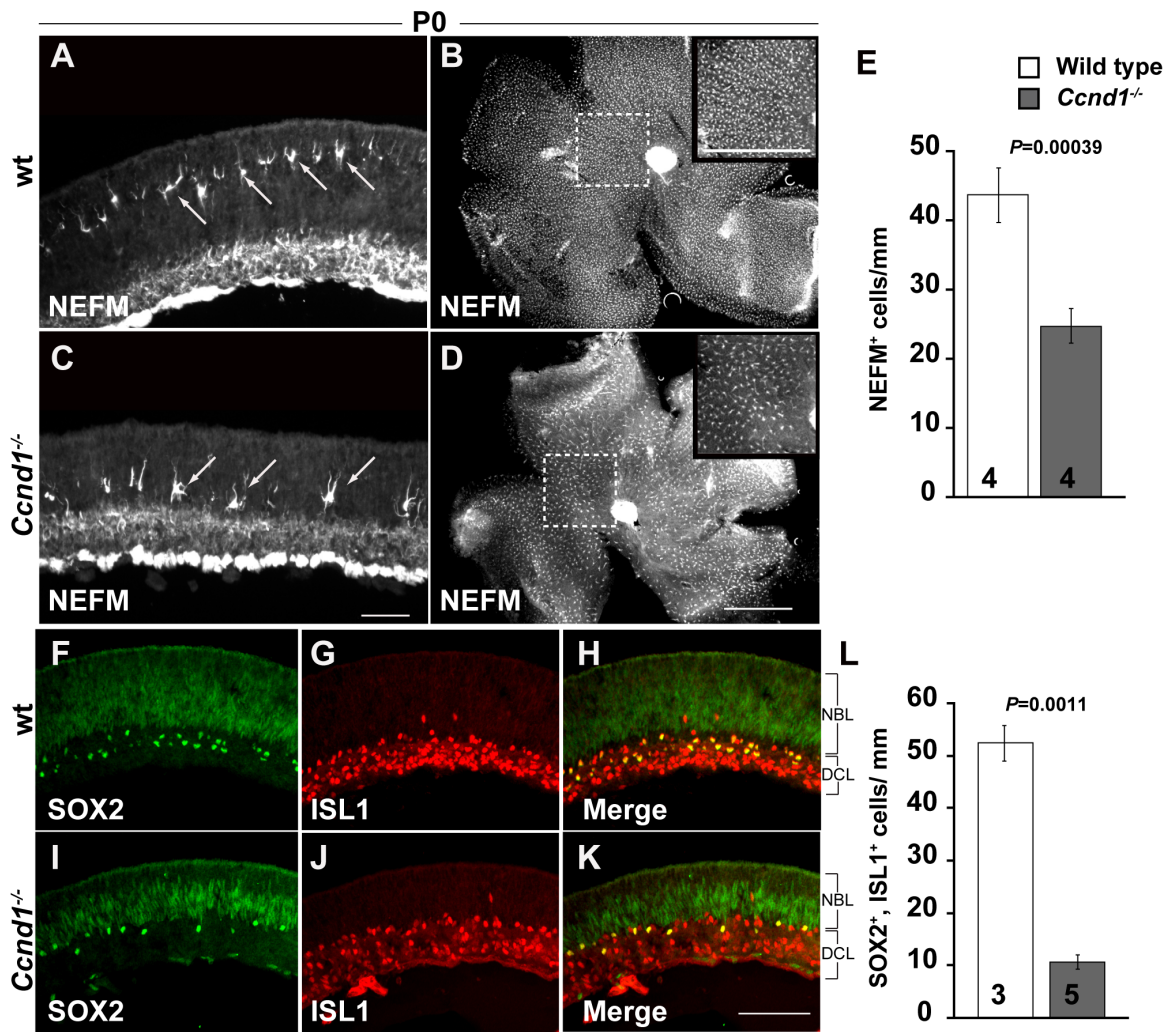 P0
A
B
wt
NEFM
NEFM
C
D
Ccnd1-/-
NEFM
NEFM
E
Wild type
Ccnd1-/-
P=0.00039
NEFM+ cells/mm
50
40
30
20
10
0
4
4
F
G
H
wt
NBL
DCL
SOX2
ISL1
Merge
I
J
K
Ccnd1-/-
NBL
DCL
SOX2
ISL1
Merge
L
P=0.0011
SOX2+, ISL1+ cells/ mm
60
50
40
30
20
10
0
3
5